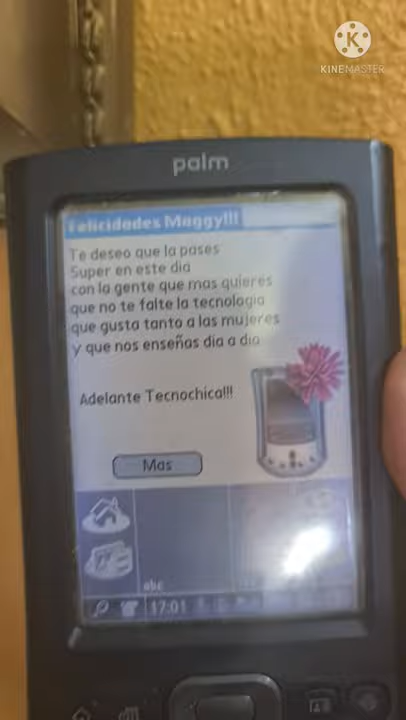 KINEMASTER
palm
Felicidades Maggy!!!
Te deseo que la pases
Super en este dia
con la gente que mas quieres
que no te falte la tecnologia
que gusta tanto a las mujeres
y que nos enseñas dia a dia
Adelante Tecnochica!!!
Mas
abc
17:01